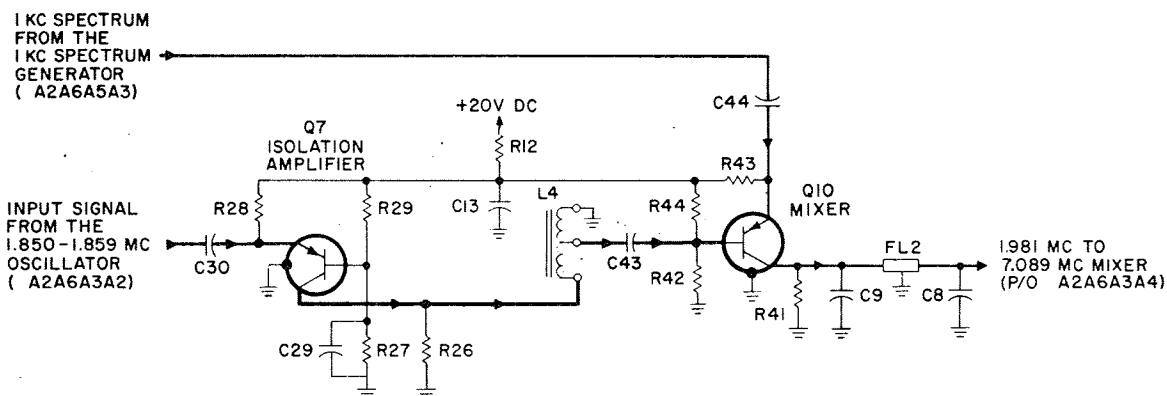 1 KC SPECTRUM
FROM THE
1 KC SPECTRUM
GENERATOR
( A2A6A5A3)
C44
+20V DC
Q7
ISOLATION
AMPLIFIER
R12
R43
Q10
MIXER
R28
R29
C13
L4
R44
INPUT SIGNAL
FROM THE
1.850-1.859 MC
OSCILLATOR
( A2A6A3A2)
C30
C43
R42
FL2
1.981 MC TO
7.089 MC MIXER
(P/O A2A6A3A4)
R41
C9
C8
C29
R27
R26